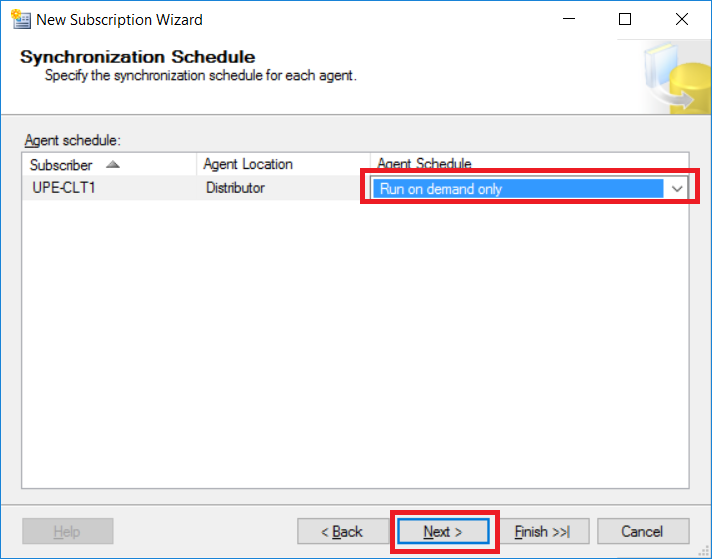 New Subscription Wizard
Synchronization Schedule
Specify the synchronization schedule for each agent.
Agent schedule:
Subscriber Agent Location Agent Schedule
UPE-CLT1 Distributor Run on demand only
Help < Back Next > Finish >>| Cancel